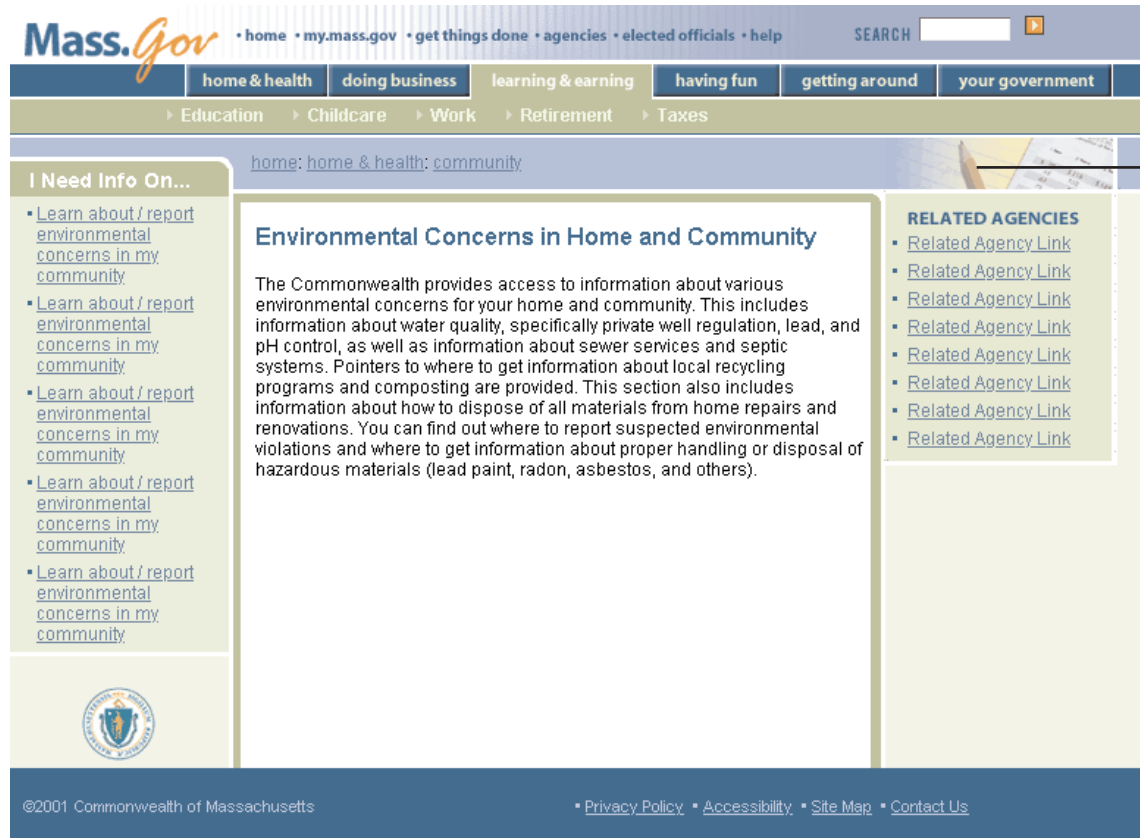 Mass.Gov
• home • my.mass.gov • get things done • agencies • elected officials • help
SEARCH
home & health doing business learning & earning having fun getting around your government
Education Childcare Work Retirement Taxes
home: home & health: community
I Need Info On...
▪ Learn about / report
environmental
concerns in my
community
▪ Learn about / report
environmental
concerns in my
community
▪ Learn about / report
environmental
concerns in my
community
▪ Learn about / report
environmental
concerns in my
community
▪ Learn about / report
environmental
concerns in my
community
Environmental Concerns in Home and Community
The Commonwealth provides access to information about various
environmental concerns for your home and community. This includes
information about water quality, specifically private well regulation, lead, and
pH control, as well as information about sewer services and septic
systems. Pointers to where to get information about local recycling
programs and composting are provided. This section also includes
information about how to dispose of all materials from home repairs and
renovations. You can find out where to report suspected environmental
violations and where to get information about proper handling or disposal of
hazardous materials (lead paint, radon, asbestos, and others).
RELATED AGENCIES
▪ Related Agency Link
▪ Related Agency Link
▪ Related Agency Link
▪ Related Agency Link
▪ Related Agency Link
▪ Related Agency Link
▪ Related Agency Link
▪ Related Agency Link
©2001 Commonwealth of Massachusetts
▪ Privacy Policy ▪ Accessibility ▪ Site Map ▪ Contact Us